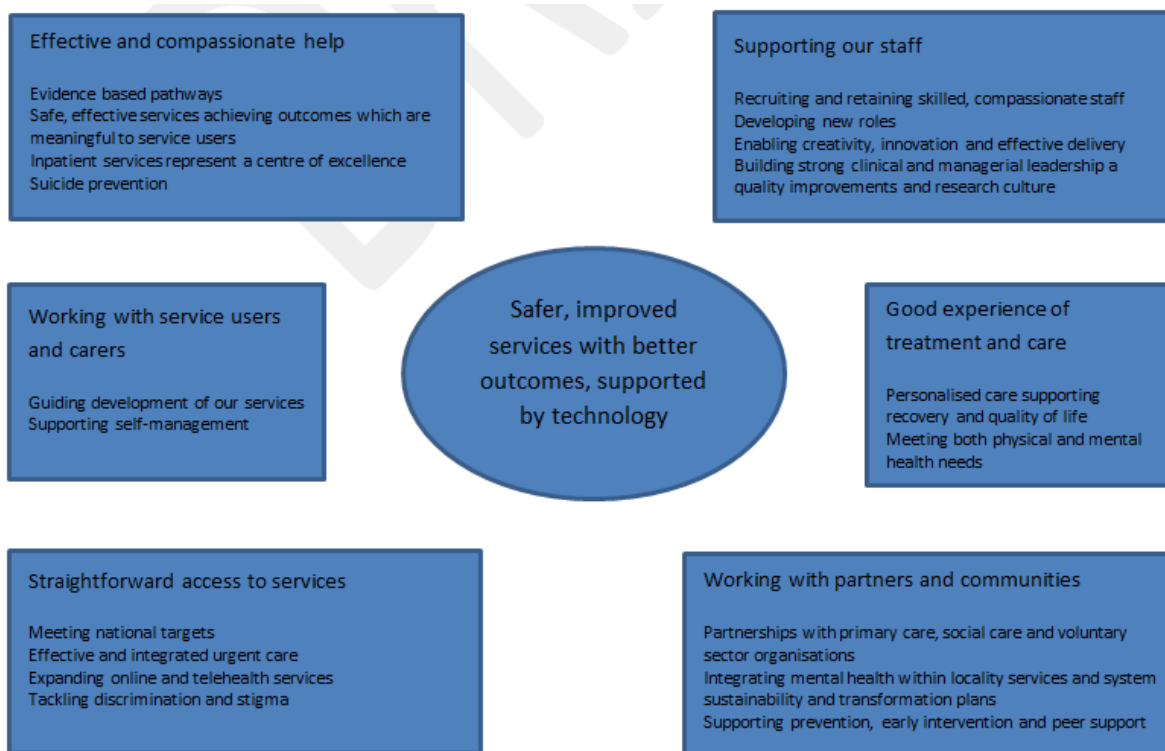 Effective and compassionate help
Evidence based pathways
Safe, effective services achieving outcomes which are
meaningful to service users
Inpatient services represent a centre of excellence
Suicide prevention
Supporting our staff
Recruiting and retaining skilled, compassionate staff
Developing new roles
Enabling creativity, innovation and effective delivery
Building strong clinical and managerial leadership a
quality improvements and research culture
Working with service users
and carers
Guiding development of our services
Supporting self-management
Safer, improved
services with better
outcomes, supported
by technology
Good experience of
treatment and care
Personalised care supporting
recovery and quality of life
Meeting both physical and mental
health needs
Straightforward access to services
Meeting national targets
Effective and integrated urgent care
Expanding online and telehealth services
Tackling discrimination and stigma
Working with partners and communities
Partnerships with primary care, social care and voluntary
sector organisations
Integrating mental health within locality services and system
sustainability and transformation plans
Supporting prevention, early intervention and peer support